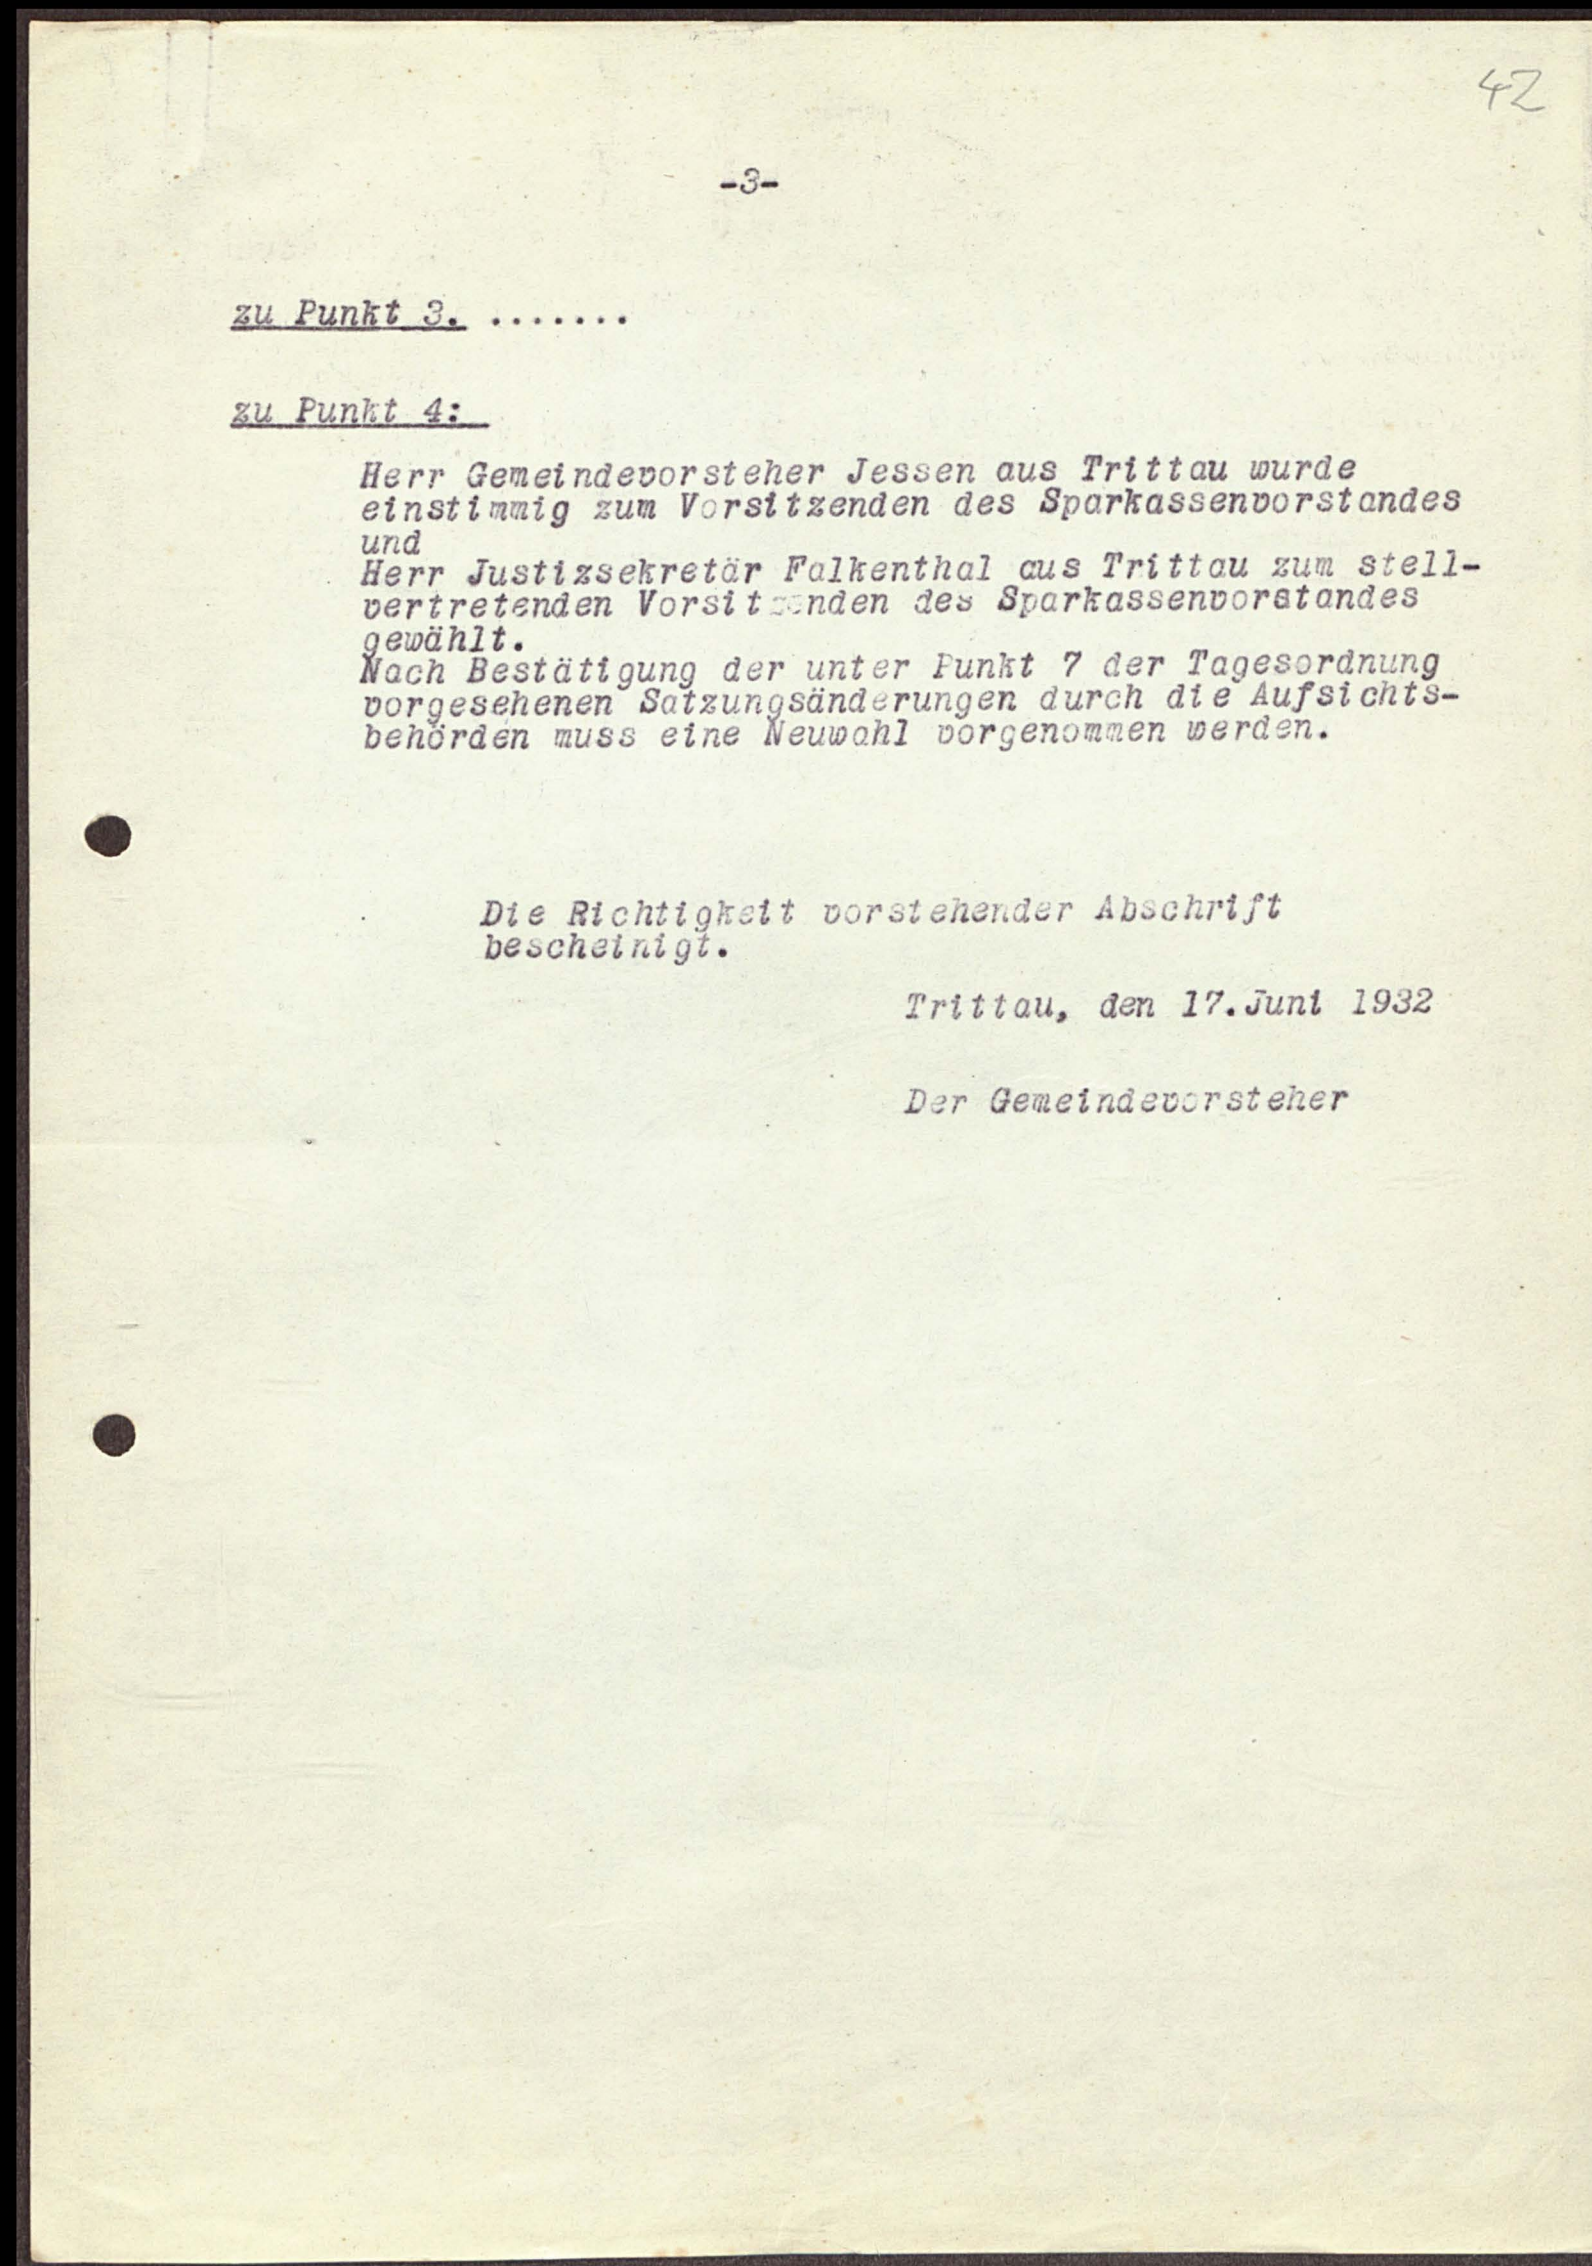 42
-3-
zu Punkt 3. .......
zu Punkt 4:
Herr Gemeindevorsteher Jessen aus Trittau wurde
einstimmig zum Vorsitzenden des Sparkassenvorstandes
und
Herr Justizsekretär Falkenthal aus Trittau zum stell-
vertretenden Vorsitzenden des Sparkassenvorstandes
gewählt.
Nach Bestätigung der unter Punkt 7 der Tagesordnung
vorgesehenen Satzungsänderungen durch die Aufsichts-
behörden muss eine Neuwahl vorgenommen werden.
Die Richtigkeit vorstehender Abschrift
bescheinigt.
Trittau, den 17.Juni 1932
Der Gemeindevorsteher